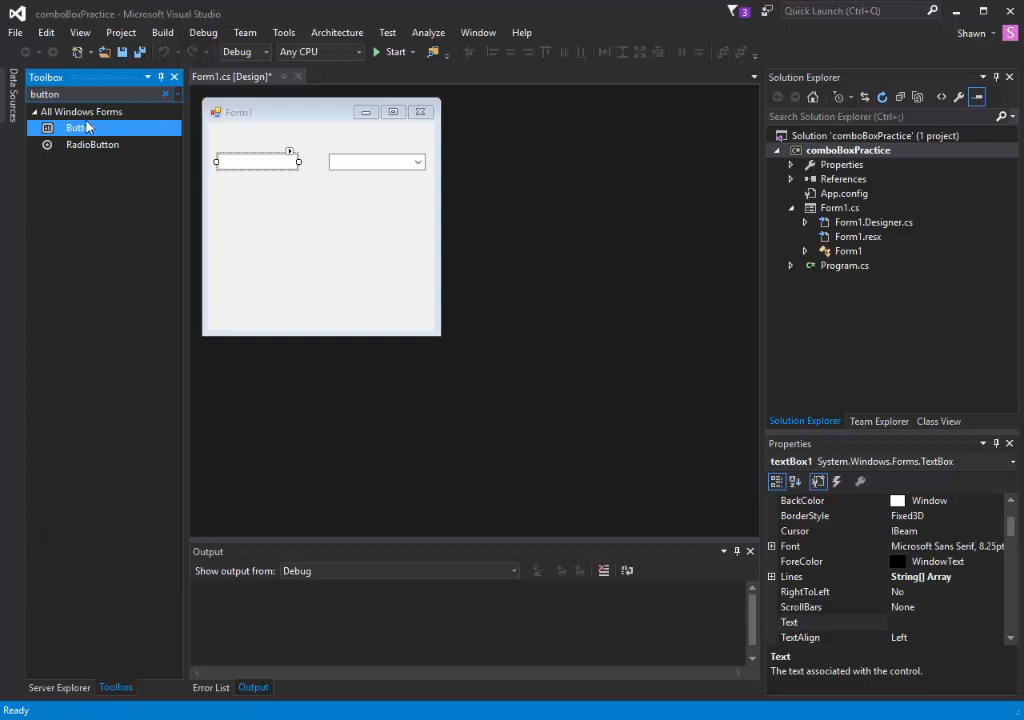 comboBoxPractice - Microsoft Visual Studio
3
Quick Launch (Ctrl+Q)
File Edit View Project Build Debug Team Tools Architecture Test Analyze Window Help
Shawn
S
Debug Any CPU Start
Data Sources
Toolbox
button
All Windows Forms
RadioButton
Form1.cs [Design]*
Form1
Solution Explorer
Search Solution Explorer (Ctrl+;)
Solution 'comboBoxPractice' (1 project)
comboBoxPractice
Properties
References
App.config
Form1.cs
Form1.Designer.cs
Form1.resx
Form1
Program.cs
Solution Explorer Team Explorer Class View
Properties
textBox1 System.Windows.Forms.TextBox
BackColor Window
BorderStyle Fixed3D
Cursor IBeam
Font Microsoft Sans Serif, 8.25pt
ForeColor WindowText
Lines String[] Array
RightToLeft No
ScrollBars None
Text
TextAlign Left
Text
The text associated with the control.
Output
Show output from: Debug
Server Explorer Toolbox
Error List Output
Ready